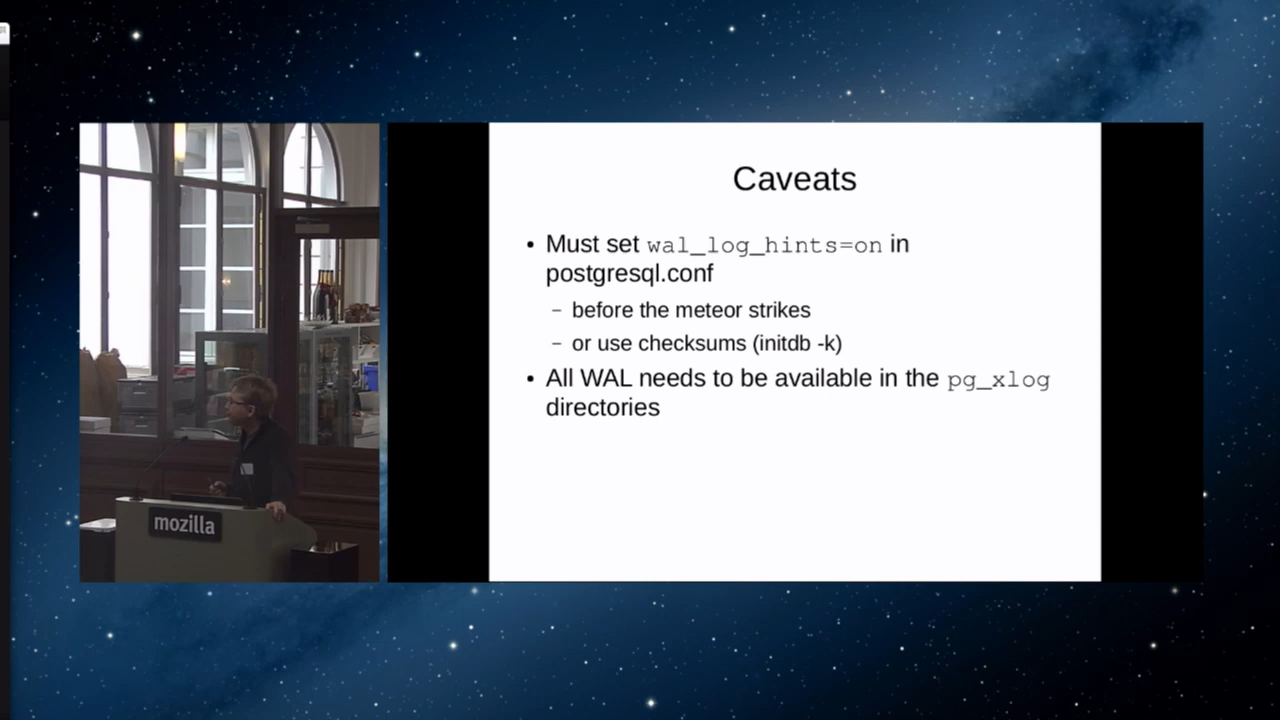 Caveats
• Must set wal_log_hints=on in
postgresql.conf
– before the meteor strikes
– or use checksums (initdb -k)
• All WAL needs to be available in the pg_xlog
directories
mozilla